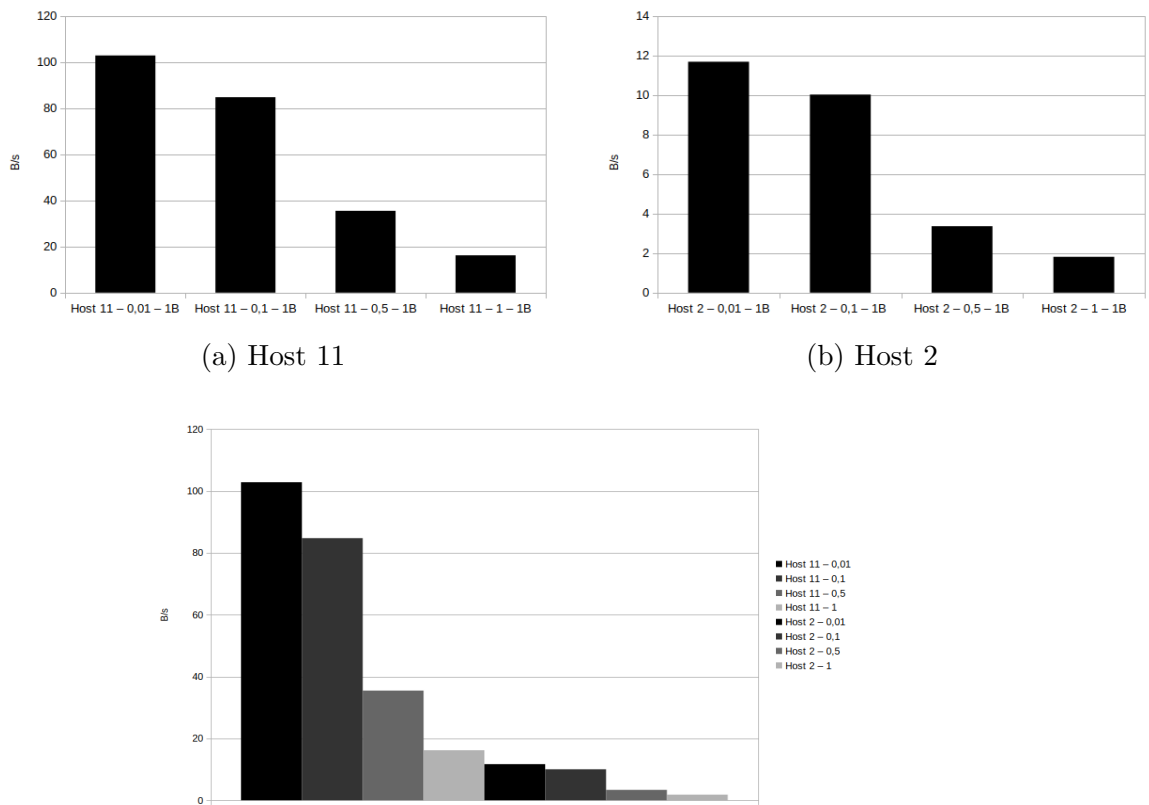 120
100
80
60
40
20
0
B/s
Host 11 – 0,01 – 1B Host 11 – 0,1 – 1B Host 11 – 0,5 – 1B Host 11 – 1 – 1B
(a) Host 11
14
12
10
8
6
4
2
0
B/s
Host 2 – 0,01 – 1B Host 2 – 0,1 – 1B Host 2 – 0,5 – 1B Host 2 – 1 – 1B
(b) Host 2
120
100
80
60
40
20
0
B/s
Host 11 – 0,01
Host 11 – 0,1
Host 11 – 0,5
Host 11 – 1
Host 2 – 0,01
Host 2 – 0,1
Host 2 – 0,5
Host 2 – 1